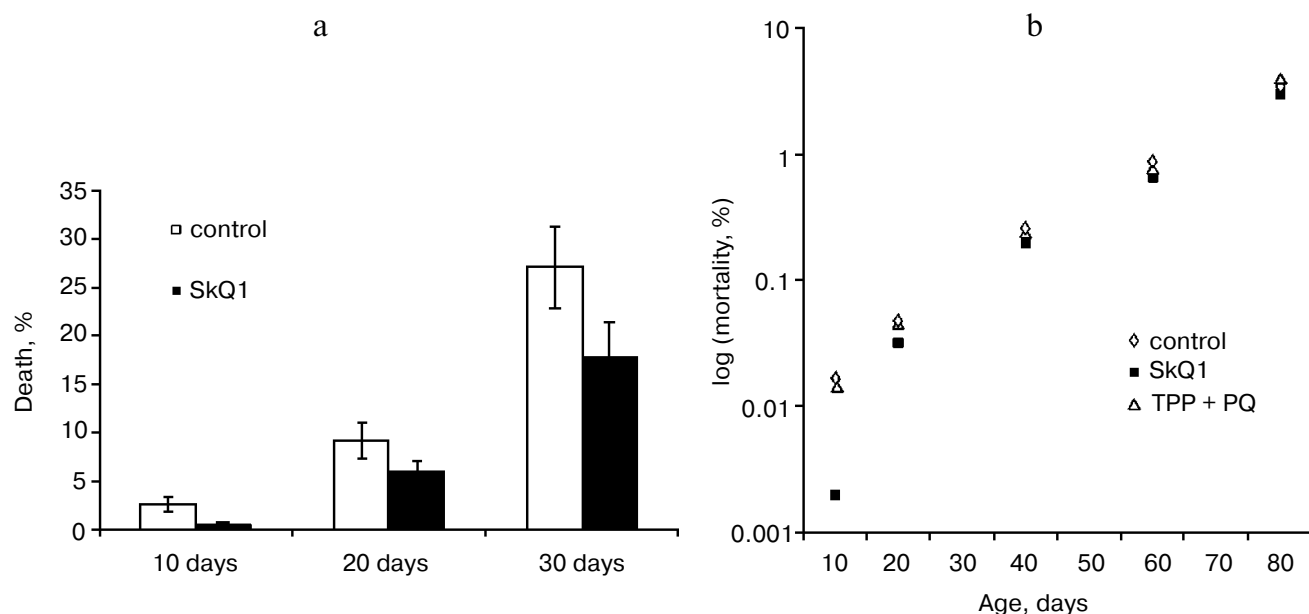 a
35
30
25
20
15
10
5
0
Death, %
control
SkQ1
10 days
20 days
30 days
b
10
1
0.1
0.01
0.001
log (mortality, %)
control
SkQ1
TPP + PQ
10 20 30 40 50 60 70 80
Age, days